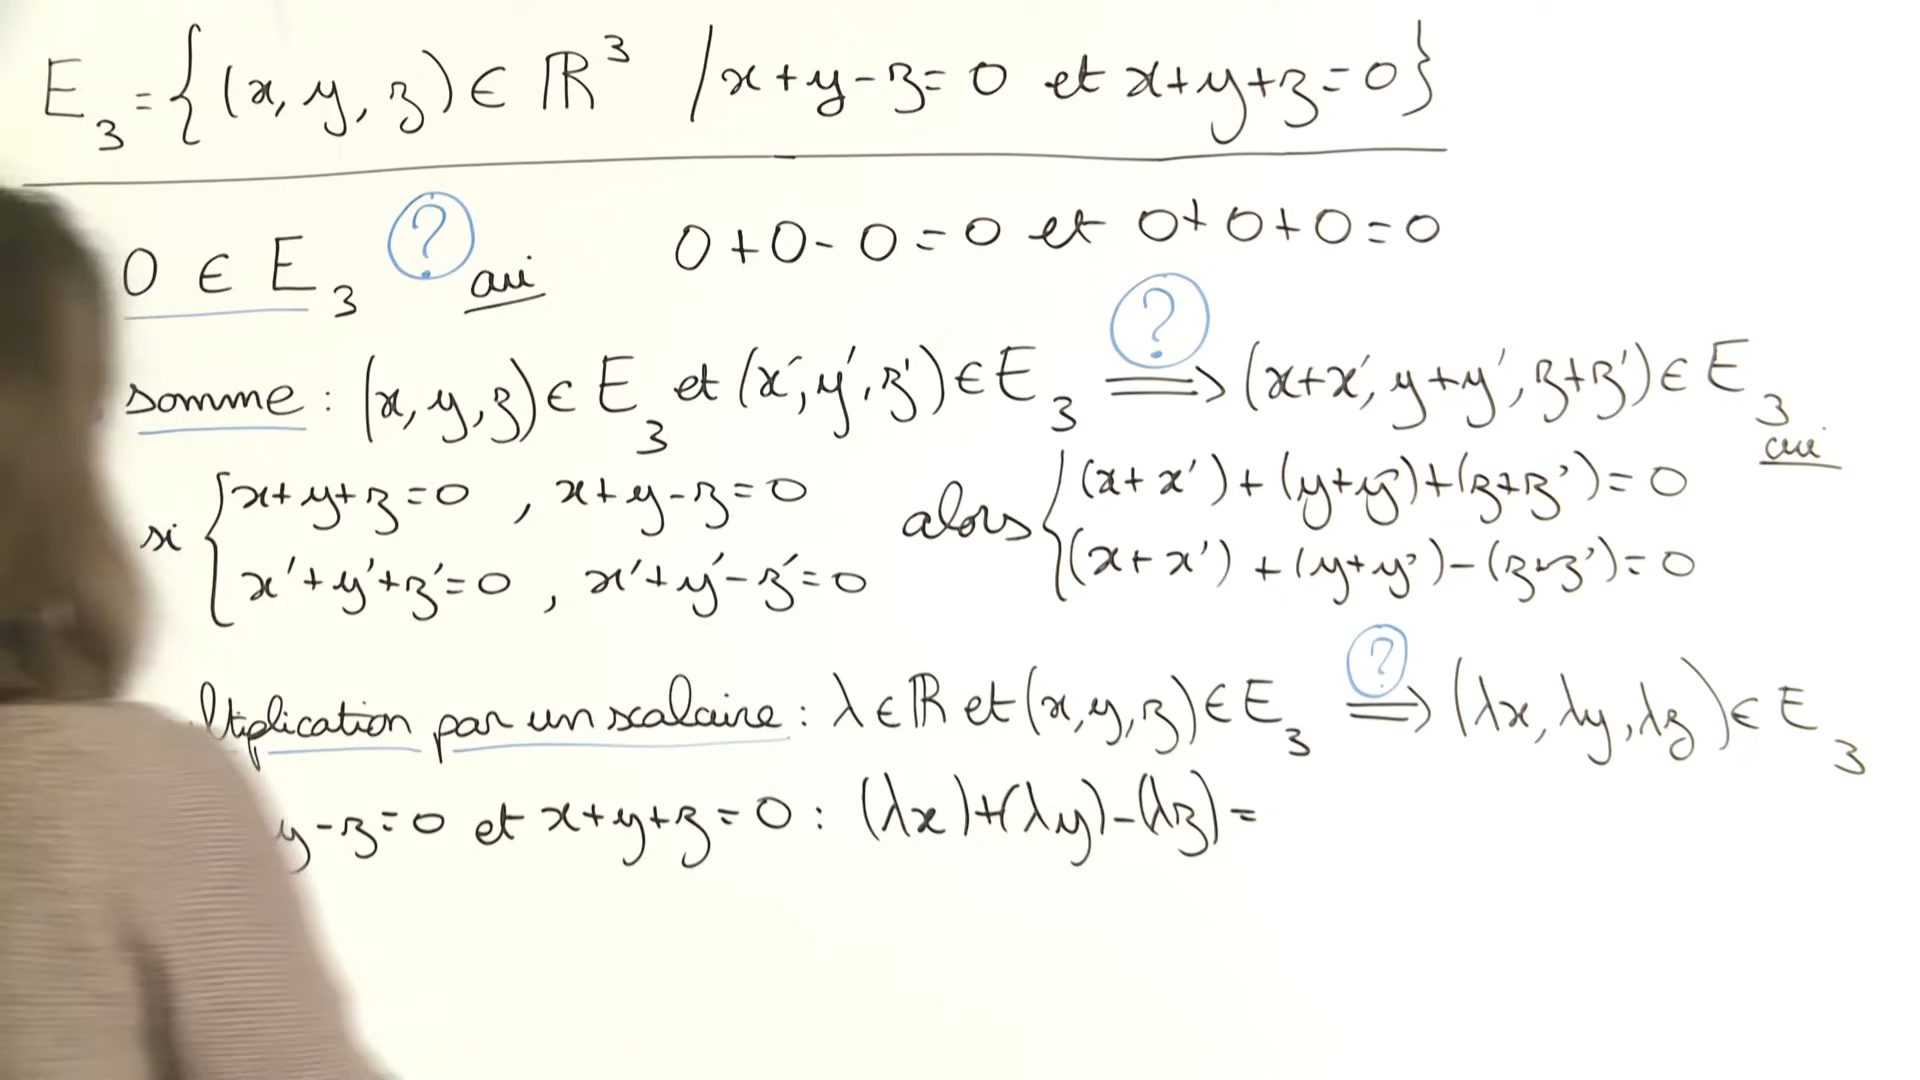 E₃ = {(x, y, z) ∈ ℝ³ / x+y-z=0 et x+y+z=0}
0 ∈ E₃ ? oui 0+0-0=0 et 0+0+0=0
somme : (x, y, z) ∈ E₃ et (x', y', z') ∈ E₃ ?⟹ (x+x', y+y', z+z') ∈ E₃ oui
si { x+y+z=0 , x+y-z=0 alors { (x+x')+(y+y')+(z+z')=0
x'+y'+z'=0 , x'+y'-z'=0 (x+x')+(y+y')-(z+z')=0
ltiplication par un scalaire : λ ∈ ℝ et (x, y, z) ∈ E₃ ?⟹ (λx, λy, λz) ∈ E₃
y-z=0 et x+y+z=0 : (λx)+(λy)-(λz)=